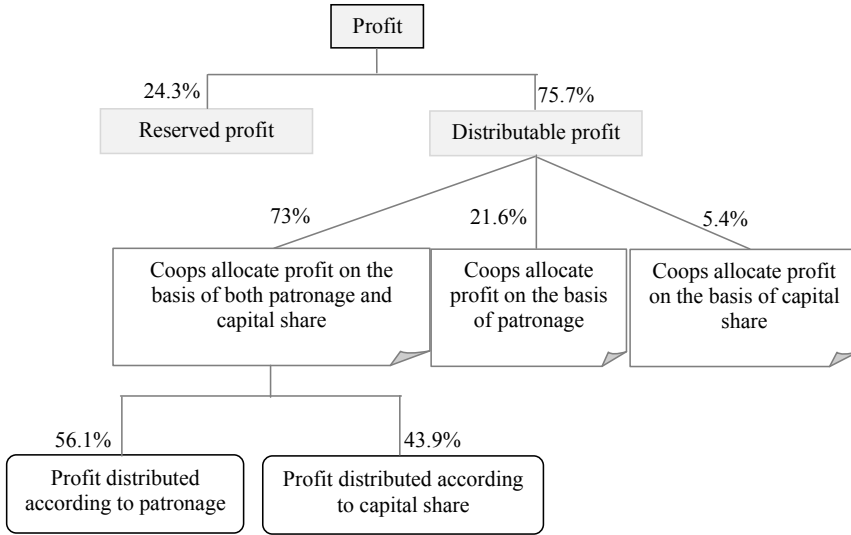 Profit
24.3%
75.7%
Reserved profit
Distributable profit
73%
21.6%
5.4%
Coops allocate profit on the
basis of both patronage and
capital share
Coops allocate
profit on the basis
of patronage
Coops allocate profit
on the basis of capital
share
56.1%
43.9%
Profit distributed
according to patronage
Profit distributed according
to capital share